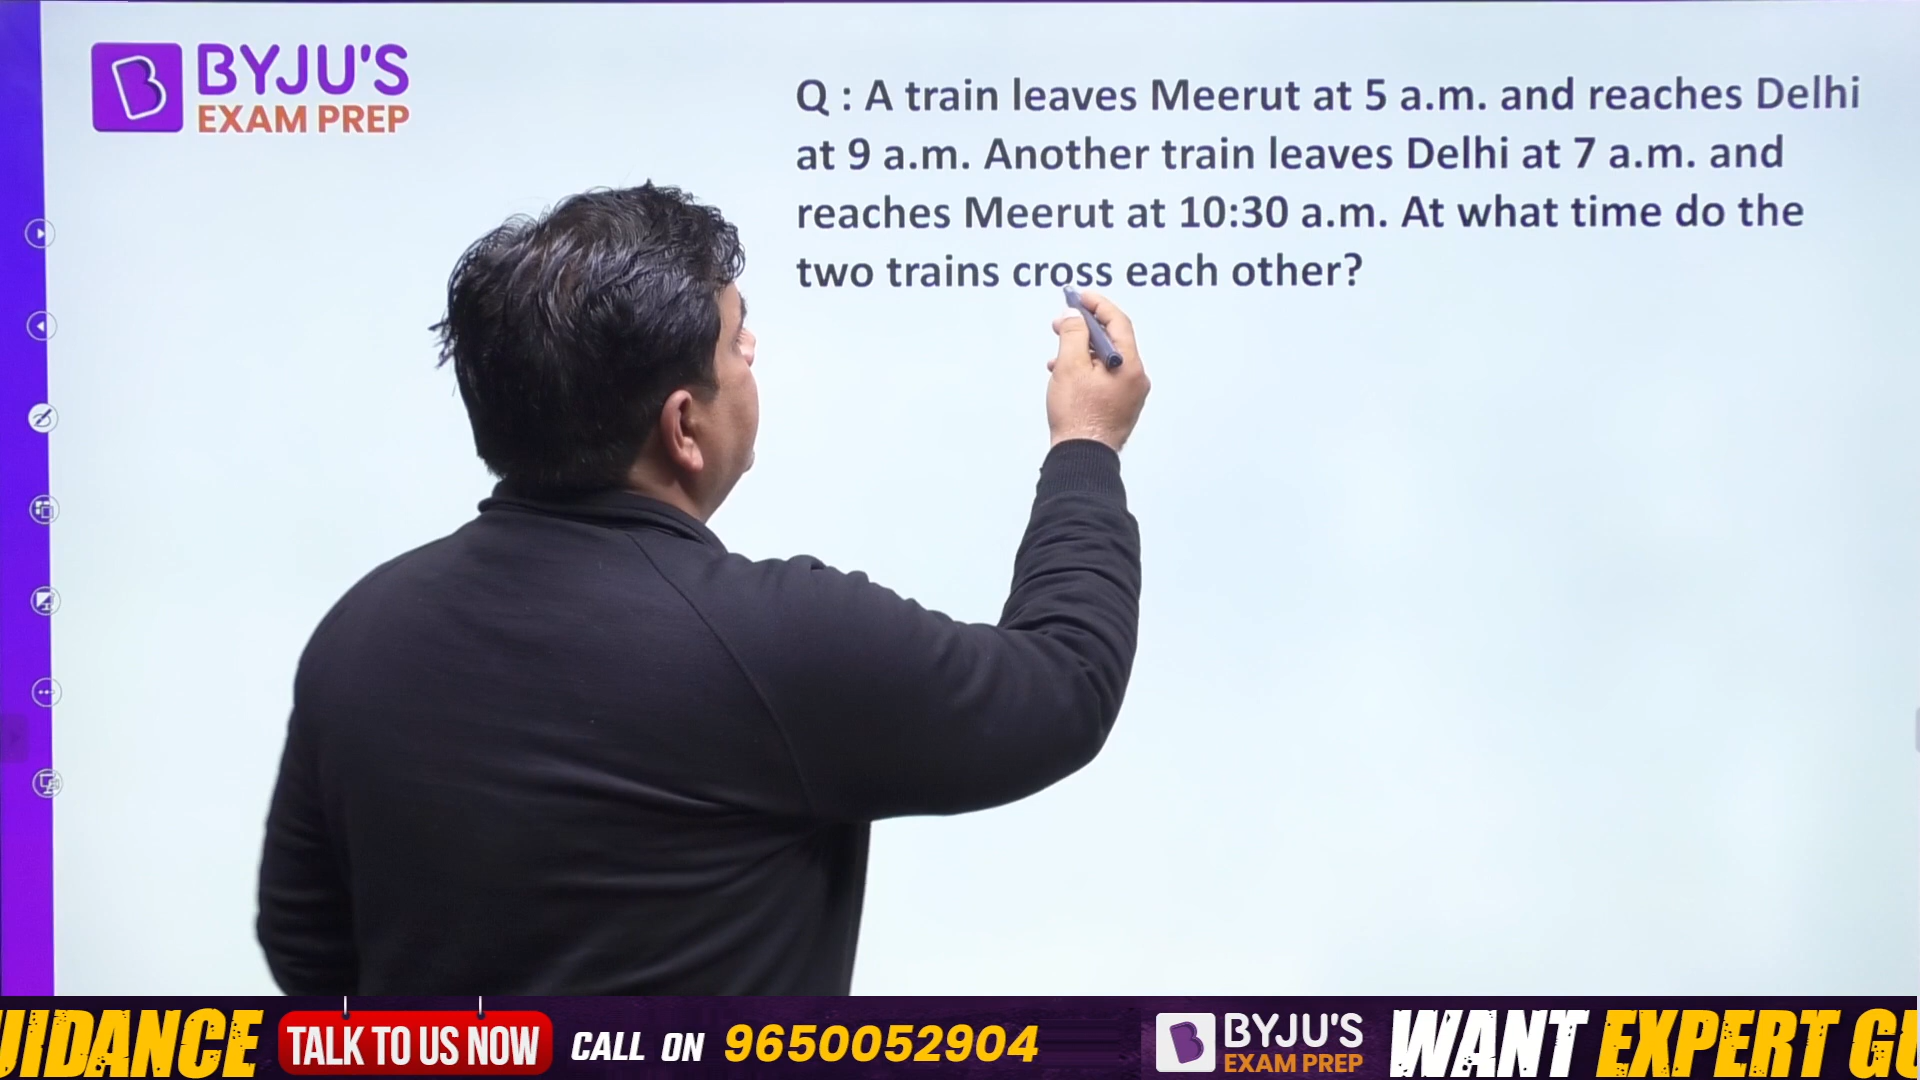 BYJU'S
EXAM PREP
Q : A train leaves Meerut at 5 a.m. and reaches Delhi
at 9 a.m. Another train leaves Delhi at 7 a.m. and
reaches Meerut at 10:30 a.m. At what time do the
two trains cross each other?
UIDANCE TALK TO US NOW CALL ON 9650052904 BYJU'S EXAM PREP WANT EXPERT GU